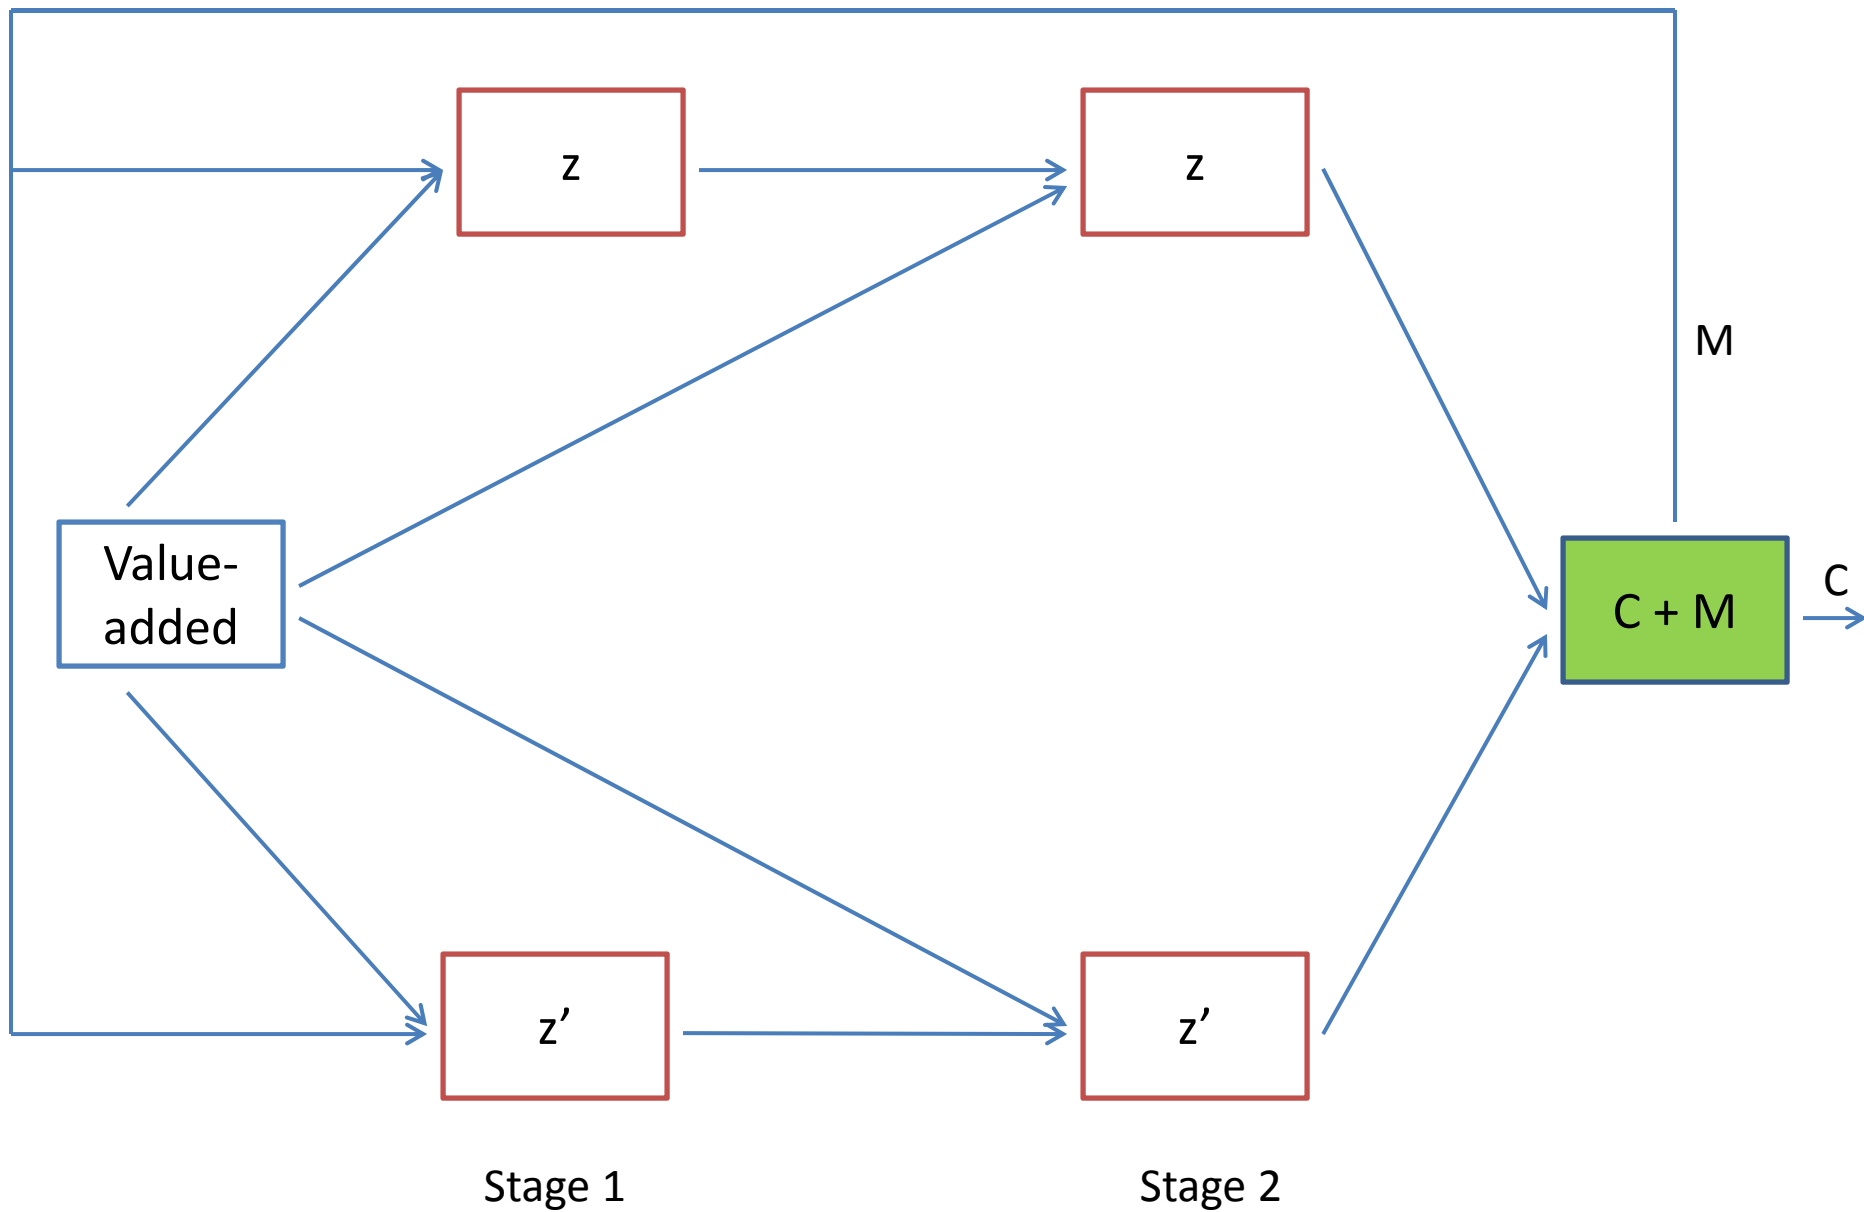 z
z
M
Value-
added
C + M
C
z’
z’
Stage 1
Stage 2